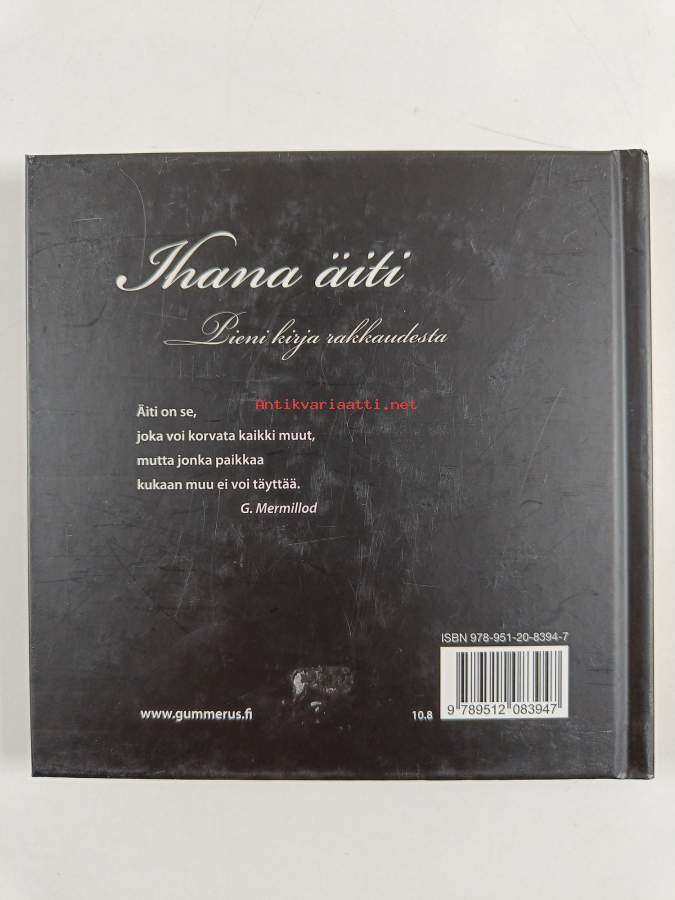 Ihana äiti
Pieni kirja rakkaudesta
Antikvariaatti.net
Äiti on se,
joka voi korvata kaikki muut,
mutta jonka paikkaa
kukaan muu ei voi täyttää.
G. Mermillod
ISBN 978-951-20-8394-7
www.gummerus.fi
10.8
9 789512 083947